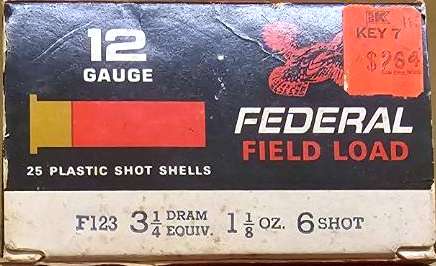 12
GAUGE
KEY 7
$2.64
FEDERAL
FIELD LOAD
25 PLASTIC SHOT SHELLS
F123 3 1/4 DRAM EQUIV. 1 1/8 OZ. 6 SHOT